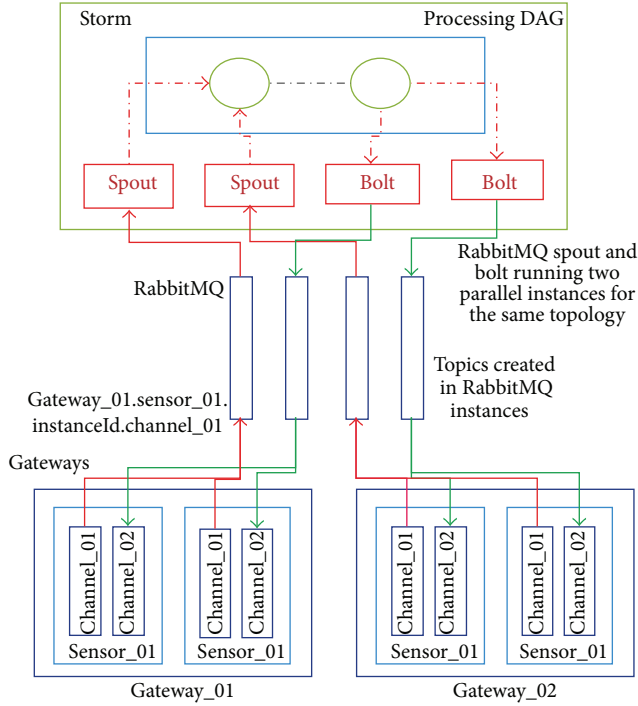 Storm
Processing DAG
Spout
Spout
Bolt
Bolt
RabbitMQ
RabbitMQ spout and
bolt running two
parallel instances for
the same topology
Topics created
in RabbitMQ
instances
Gateway_01.sensor_01.
instanceId.channel_01
Gateways
Channel_01
Channel_02
Channel_01
Channel_02
Channel_01
Channel_02
Channel_01
Channel_02
Sensor_01
Sensor_01
Sensor_01
Sensor_01
Gateway_01
Gateway_02